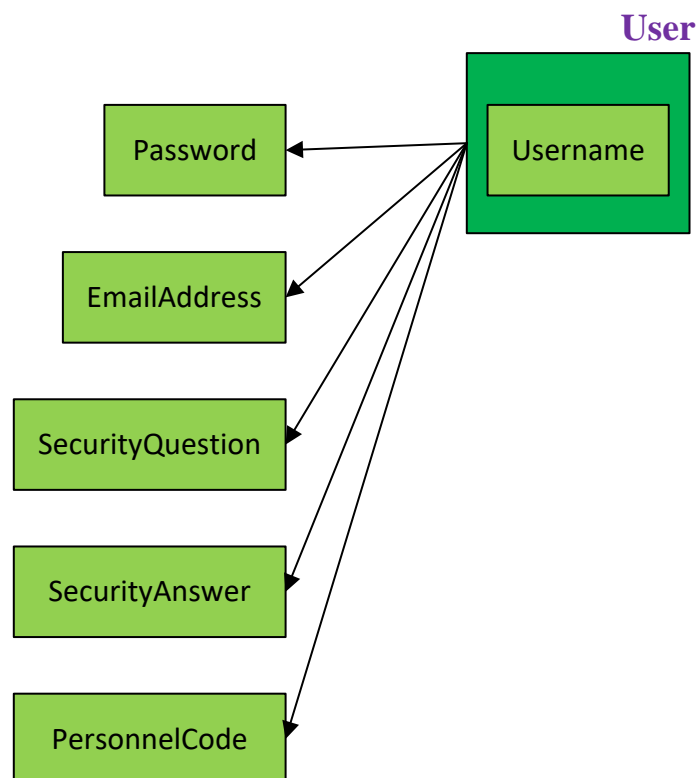 User
Password
Username
EmailAddress
SecurityQuestion
SecurityAnswer
PersonnelCode